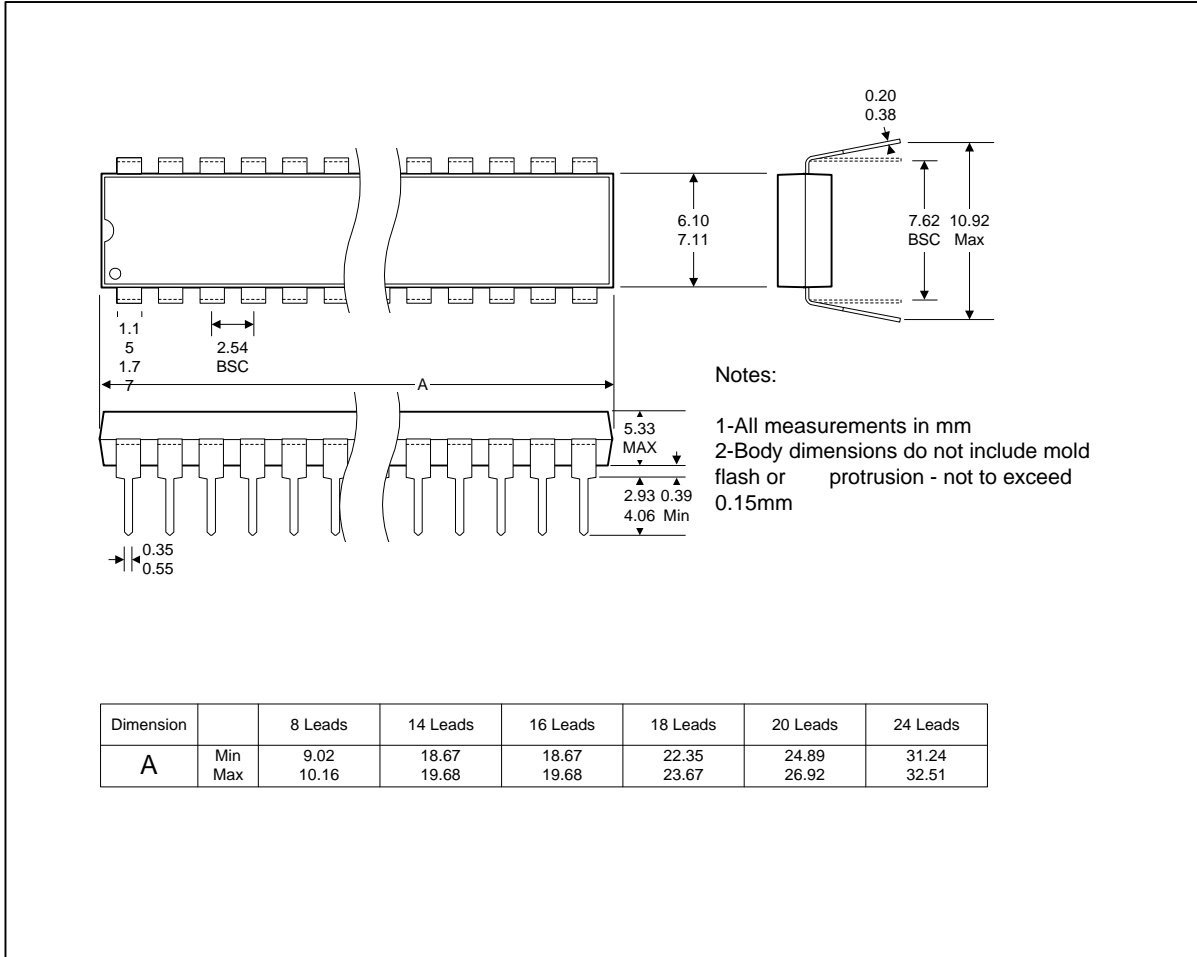 0.20
0.38
6.10
7.11
7.62
BSC
10.92
Max
1.1
5
1.7
7
2.54
BSC
A
Notes:
1-All measurements in mm
2-Body dimensions do not include mold
flash or protrusion - not to exceed
0.15mm
5.33
MAX
2.93
4.06
0.39
Min
0.35
0.55
Dimension 8 Leads 14 Leads 16 Leads 18 Leads 20 Leads 24 Leads
A Min 9.02 18.67 18.67 22.35 24.89 31.24
Max 10.16 19.68 19.68 23.67 26.92 32.51